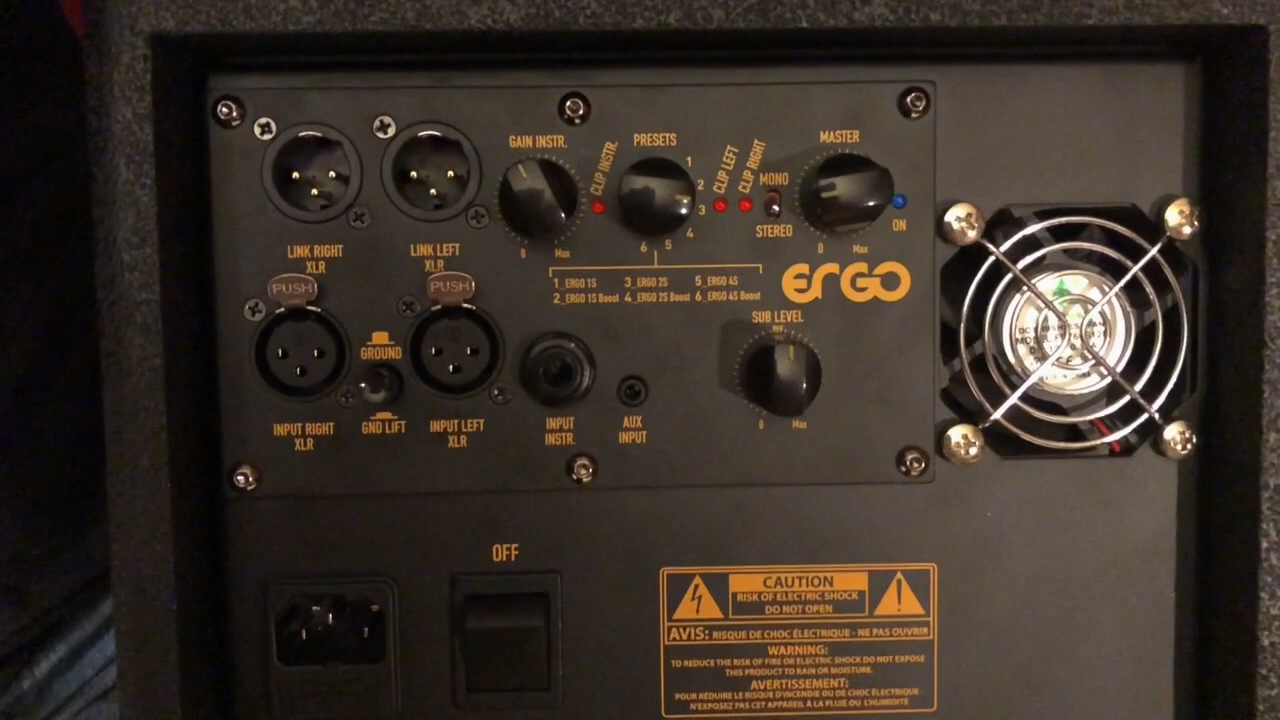 GAIN INSTR.
CLIP INSTR.
PRESETS
1
2
3
4
5
6
CLIP LEFT
CLIP RIGHT
MONO
STEREO
MASTER
ON
0 Max
0 Max
LINK RIGHT
XLR
LINK LEFT
XLR
1_ERGO 1S 3_ERGO 2S 5_ERGO 4S
2_ERGO 1S Boost 4_ERGO 2S Boost 6_ERGO 4S Boost
ERGO
PUSH
PUSH
SUB LEVEL
GROUND
GND LIFT
0 Max
INPUT RIGHT
XLR
INPUT LEFT
XLR
INPUT
INSTR.
AUX
INPUT
OFF
CAUTION
RISK OF ELECTRIC SHOCK
DO NOT OPEN
AVIS: RISQUE DE CHOC ÉLECTRIQUE - NE PAS OUVRIR
WARNING:
TO REDUCE THE RISK OF FIRE OR ELECTRIC SHOCK DO NOT EXPOSE
THIS PRODUCT TO RAIN OR MOISTURE.
AVERTISSEMENT:
POUR RÉDUIRE LE RISQUE D'INCENDIE OU DE CHOC ÉLECTRIQUE -
N'EXPOSEZ PAS CET APPAREIL À LA PLUIE OU L'HUMIDITÉ